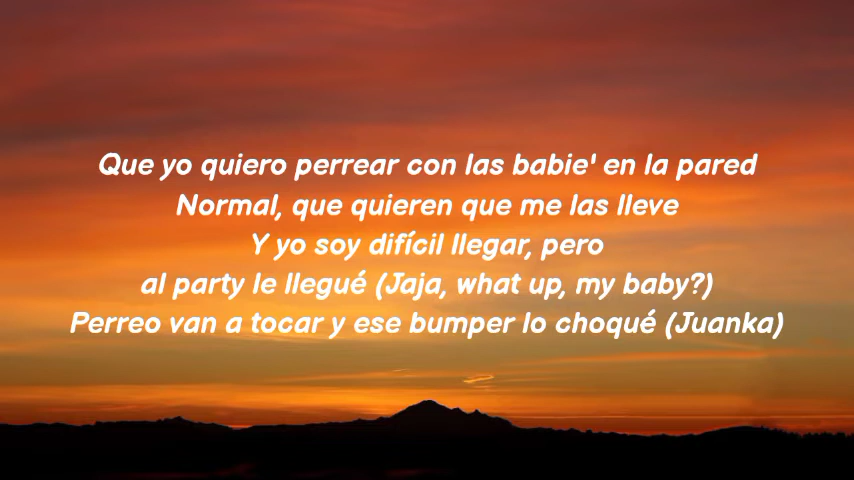 Que yo quiero perrear con las babie' en la pared
Normal, que quieren que me las lleve
Y yo soy difícil llegar, pero
al party le llegué (Jaja, what up, my baby?)
Perreo van a tocar y ese bumper lo choqué (Juanka)